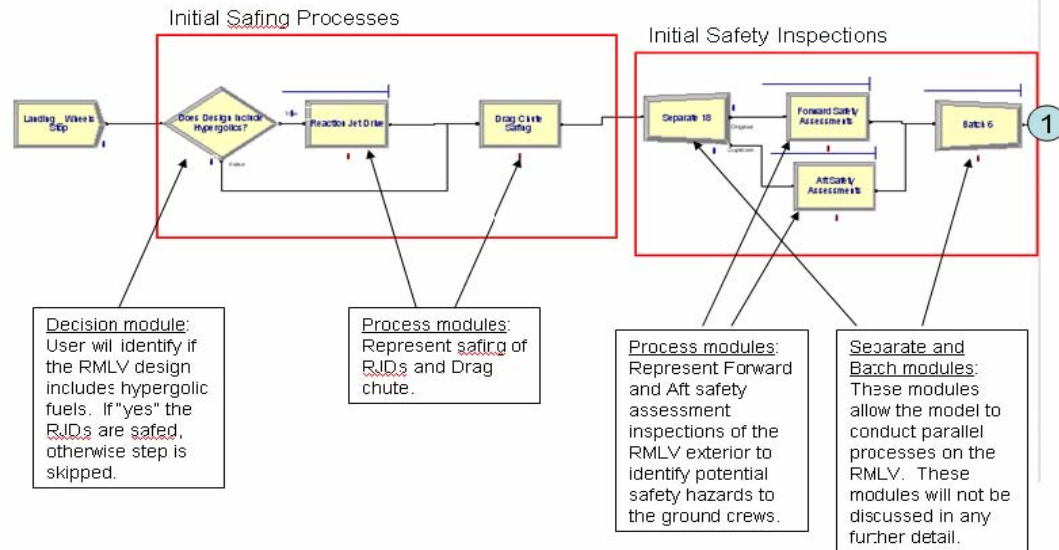 Initial Safing Processes
Initial Safety Inspections
Landing_ Wheels
Stop
Does Design Include
Hypergolics?
Reaction Jet Drive
Drag Chute
Safing
Separate 18
Original
Duplicate
Forward Safety
Assessments
Aft Safety
Assessments
Batch 6
1
True
False
Decision module:
User will identify if
the RMLV design
includes hypergolic
fuels. If "yes" the
RJDs are safed,
otherwise step is
skipped.
Process modules:
Represent safing of
RJDs and Drag
chute.
Process modules:
Represent Forward
and Aft safety
assessment
inspections of the
RMLV exterior to
identify potential
safety hazards to
the ground crews.
Separate and
Batch modules:
These modules
allow the model to
conduct parallel
processes on the
RMLV. These
modules will not be
discussed in any
further detail.